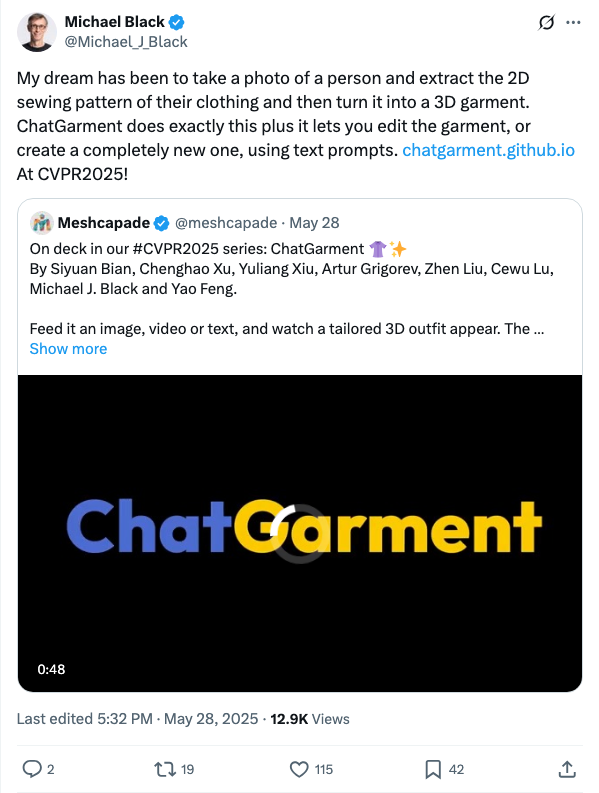 Michael Black
@Michael_J_Black
My dream has been to take a photo of a person and extract the 2D
sewing pattern of their clothing and then turn it into a 3D garment.
ChatGarment does exactly this plus it lets you edit the garment, or
create a completely new one, using text prompts. chatgarment.github.io
At CVPR2025!
Meshcapade @meshcapade · May 28
On deck in our #CVPR2025 series: ChatGarment 👚✨
By Siyuan Bian, Chenghao Xu, Yuliang Xiu, Artur Grigorev, Zhen Liu, Cewu Lu,
Michael J. Black and Yao Feng.
Feed it an image, video or text, and watch a tailored 3D outfit appear. The ...
Show more
ChatGarment
0:48
Last edited 5:32 PM · May 28, 2025 · 12.9K Views
2 19 115 42